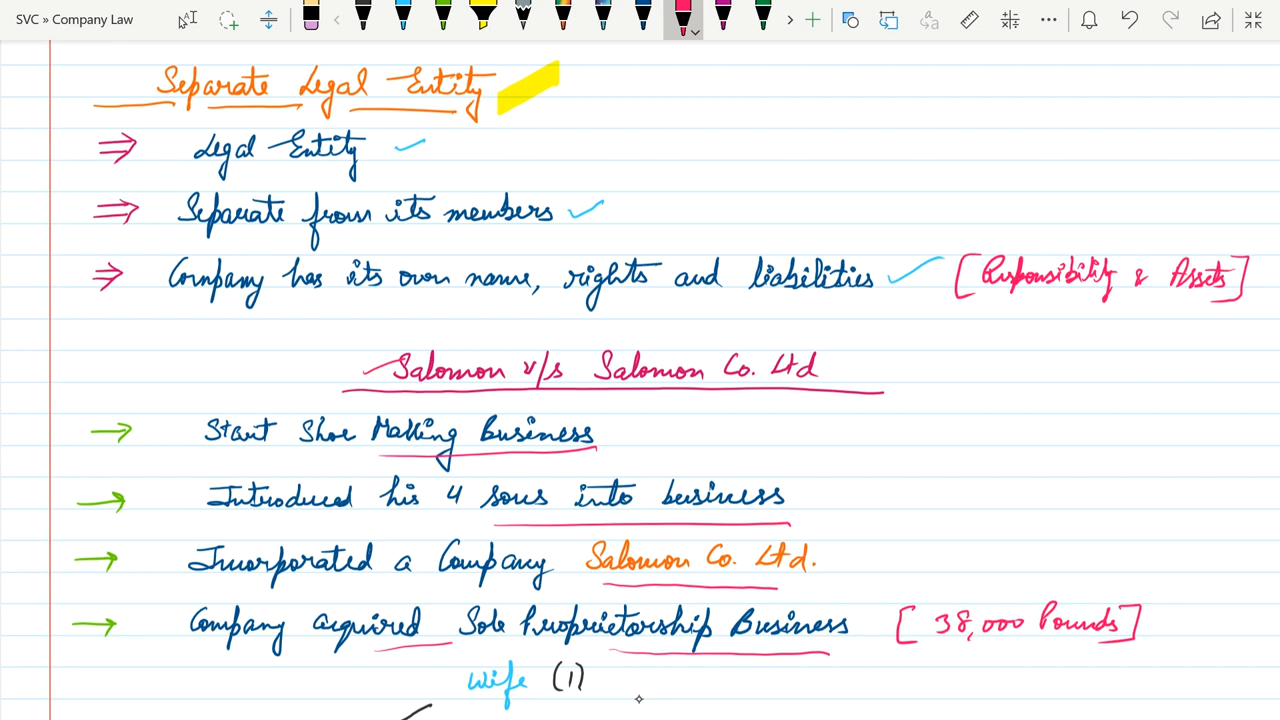 SVC » Company Law
Separate Legal Entity
⇒ Legal Entity ✓
⇒ Separate from its members ✓
⇒ Company has its own name, rights and liabilities ✓ [Responsibility & Assets]
Salomon v/s Salomon Co. Ltd
→ Start Shoe Making Business
→ Introduced his 4 sons into business
→ Incorporated a Company Salomon Co. Ltd.
→ Company acquired Sole Proprietorship Business [38,000 Pounds]
Wife (1)